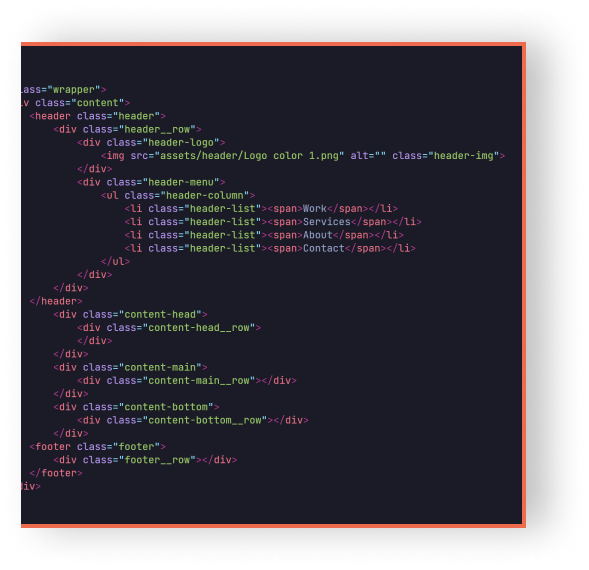 ass="wrapper">
iv class="content">
<header class="header">
<div class="header__row">
<div class="header-logo">
<img src="assets/header/Logo color 1.png" alt="" class="header-img">
</div>
<div class="header-menu">
<ul class="header-column">
<li class="header-list"><span>Work</span></li>
<li class="header-list"><span>Services</span></li>
<li class="header-list"><span>About</span></li>
<li class="header-list"><span>Contact</span></li>
</ul>
</div>
</div>
</header>
<div class="content-head">
<div class="content-head__row">
</div>
</div>
<div class="content-main">
<div class="content-main__row"></div>
</div>
<div class="content-bottom">
<div class="content-bottom__row"></div>
</div>
<footer class="footer">
<div class="footer__row"></div>
</footer>
div>